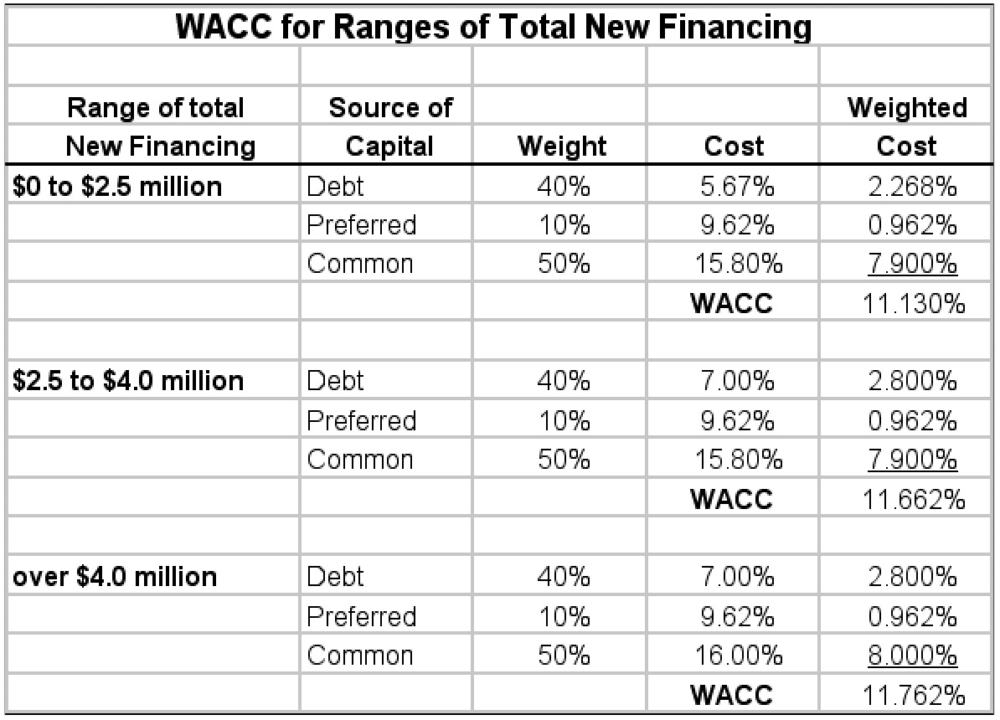 WACC for Ranges of Total New Financing
Range of total Source of Weighted
New Financing Capital Weight Cost Cost
$0 to $2.5 million Debt 40% 5.67% 2.268%
Preferred 10% 9.62% 0.962%
Common 50% 15.80% 7.900%
WACC 11.130%
$2.5 to $4.0 million Debt 40% 7.00% 2.800%
Preferred 10% 9.62% 0.962%
Common 50% 15.80% 7.900%
WACC 11.662%
over $4.0 million Debt 40% 7.00% 2.800%
Preferred 10% 9.62% 0.962%
Common 50% 16.00% 8.000%
WACC 11.762%